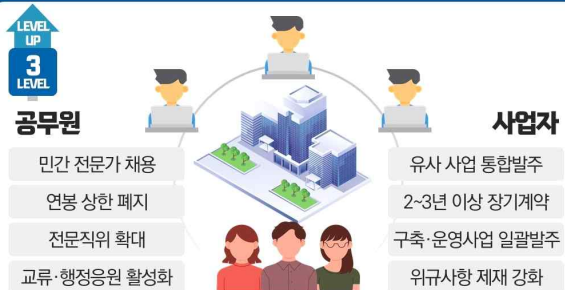 LEVEL
UP
3
LEVEL
공무원
민간 전문가 채용
연봉 상한 폐지
전문직위 확대
교류·행정응원 활성화
사업자
유사 사업 통합발주
2~3년 이상 장기계약
구축·운영사업 일괄발주
위규사항 제재 강화